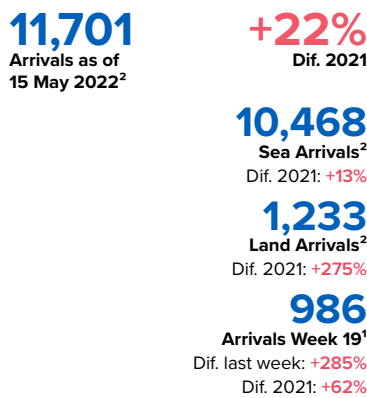 11,701
Arrivals as of
15 May 2022²
+22%
Dif. 2021
10,468
Sea Arrivals²
Dif. 2021: +13%
1,233
Land Arrivals²
Dif. 2021: +275%
986
Arrivals Week 19¹
Dif. last week: +285%
Dif. 2021: +62%